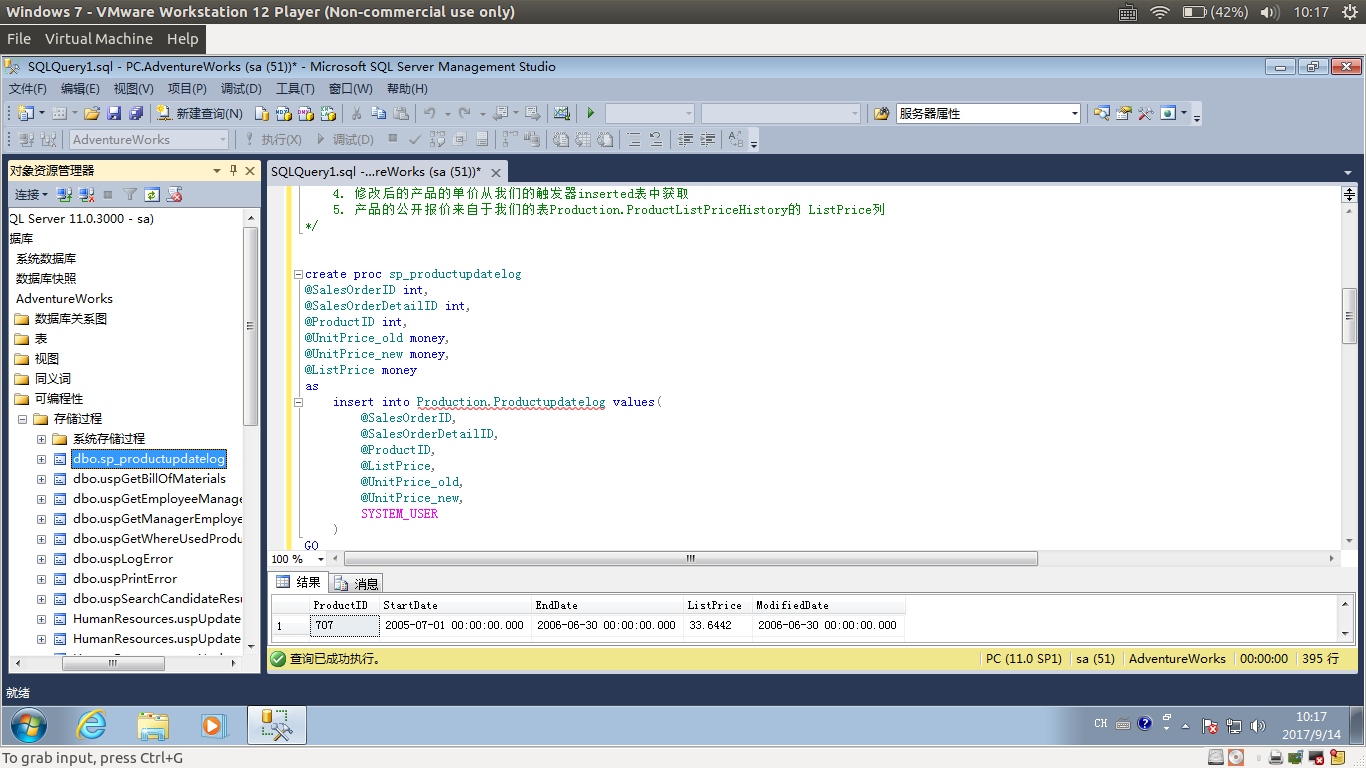 Windows 7 - VMware Workstation 12 Player (Non-commercial use only)
(42%)
10:17
File Virtual Machine Help
SQLQuery1.sql - PC.AdventureWorks (sa (51))* - Microsoft SQL Server Management Studio
文件(F) 编辑(E) 视图(V) 项目(P) 调试(D) 工具(T) 窗口(W) 帮助(H)
新建查询(N)
服务器属性
AdventureWorks
执行(X)
调试(D)
对象资源管理器
连接
QL Server 11.0.3000 - sa)
据库
系统数据库
数据库快照
AdventureWorks
数据库关系图
表
视图
同义词
可编程性
存储过程
系统存储过程
dbo.sp_productupdatelog
dbo.uspGetBillOfMaterials
dbo.uspGetEmployeeManage
dbo.uspGetManagerEmploye
dbo.uspGetWhereUsedProdu
dbo.uspLogError
dbo.uspPrintError
dbo.uspSearchCandidateResu
HumanResources.uspUpdate
HumanResources.uspUpdate
SQLQuery1.sql -...reWorks (sa (51))*
4. 修改后的产品的单价从我们的触发器inserted表中获取
5. 产品的公开报价来自于我们的表Production.ProductListPriceHistory的 ListPrice列
*/
create proc sp_productupdatelog
@SalesOrderID int,
@SalesOrderDetailID int,
@ProductID int,
@UnitPrice_old money,
@UnitPrice_new money,
@ListPrice money
as
insert into Production.Productupdatelog values(
@SalesOrderID,
@SalesOrderDetailID,
@ProductID,
@ListPrice,
@UnitPrice_old,
@UnitPrice_new,
SYSTEM_USER
)
GO
100 %
结果 消息
ProductID StartDate EndDate ListPrice ModifiedDate
1 707 2005-07-01 00:00:00.000 2006-06-30 00:00:00.000 33.6442 2006-06-30 00:00:00.000
查询已成功执行。
PC (11.0 SP1) sa (51) AdventureWorks 00:00:00 395 行
就绪
CH
10:17
2017/9/14
To grab input, press Ctrl+G